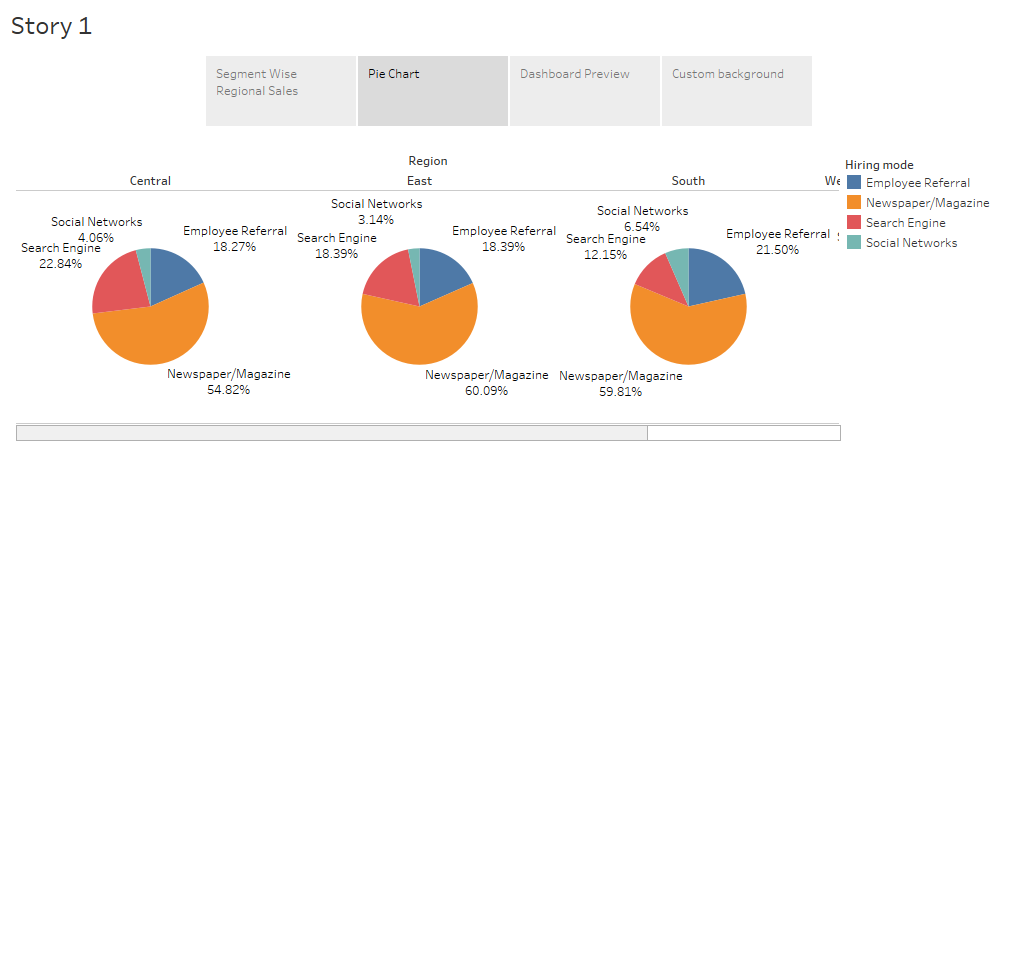 Story 1
Segment Wise
Regional Sales
Pie Chart
Dashboard Preview
Custom background
Region
Central
East
South
Social Networks
4.06%
Search Engine
22.84%
Employee Referral
18.27%
Newspaper/Magazine
54.82%
Social Networks
3.14%
Search Engine
18.39%
Employee Referral
18.39%
Newspaper/Magazine
60.09%
Social Networks
6.54%
Search Engine
12.15%
Employee Referral
21.50%
Newspaper/Magazine
59.81%
Hiring mode
Employee Referral
Newspaper/Magazine
Search Engine
Social Networks